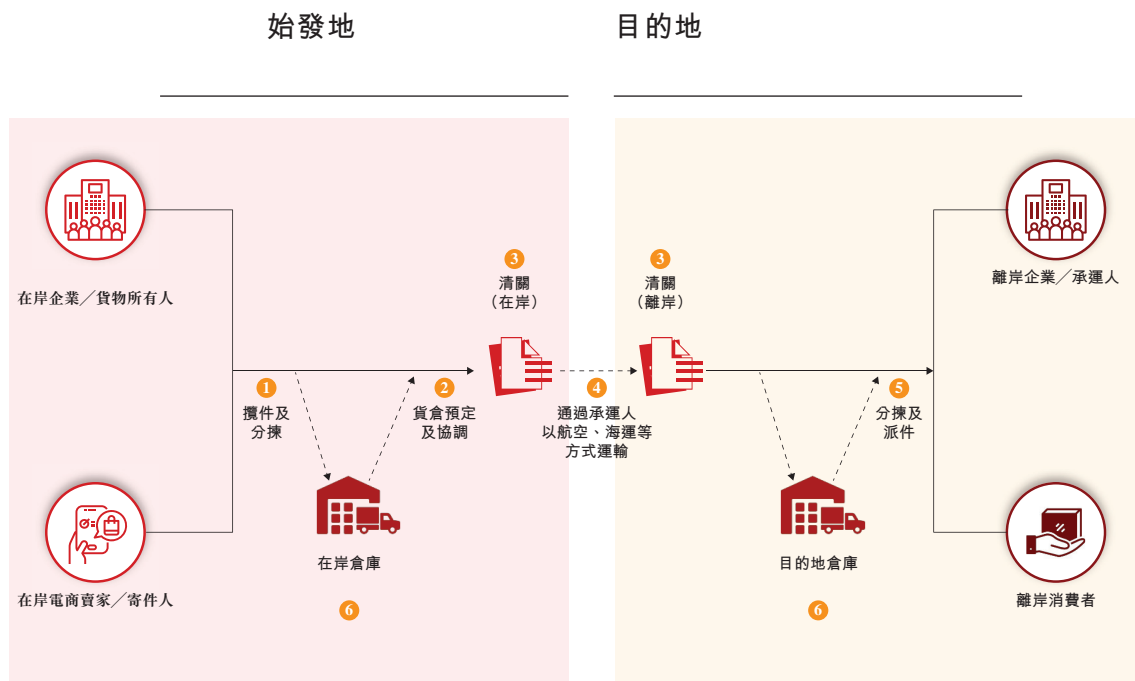 始發地
目的地
在岸企業／貨物所有人
3
清關
（在岸）
3
清關
（離岸）
離岸企業／承運人
1
攬件及
分揀
2
貨倉預定
及協調
4
通過承運人
以航空、海運等
方式運輸
5
分揀及
派件
在岸倉庫
目的地倉庫
在岸電商賣家／寄件人
離岸消費者
6
6